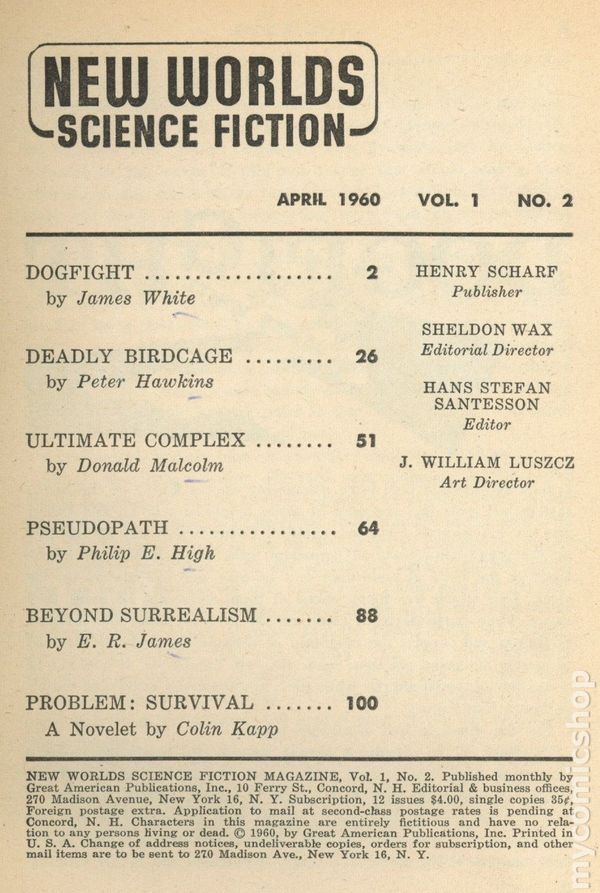 NEW WORLDS
SCIENCE FICTION
APRIL 1960 VOL. 1 NO. 2
DOGFIGHT ................... 2
by James White
DEADLY BIRDCAGE ......... 26
by Peter Hawkins
ULTIMATE COMPLEX ........ 51
by Donald Malcolm
PSEUDOPATH ................ 64
by Philip E. High
BEYOND SURREALISM ....... 88
by E. R. James
PROBLEM: SURVIVAL ....... 100
A Novelet by Colin Kapp
HENRY SCHARF
Publisher
SHELDON WAX
Editorial Director
HANS STEFAN
SANTESSON
Editor
J. WILLIAM LUSZCZ
Art Director
NEW WORLDS SCIENCE FICTION MAGAZINE, Vol. 1, No. 2. Published monthly by
Great American Publications, Inc., 10 Ferry St., Concord, N. H. Editorial & business offices,
270 Madison Avenue, New York 16, N. Y. Subscription, 12 issues $4.00, single copies 35¢,
Foreign postage extra. Application to mail at second-class postage rates is pending at
Concord, N. H. Characters in this magazine are entirely fictitious and have no rela-
tion to any persons living or dead. © 1960, by Great American Publications, Inc. Printed in
U. S. A. Change of address notices, undeliverable copies, orders for subscription, and other
mail items are to be sent to 270 Madison Ave., New York 16, N. Y.
mycomicshop